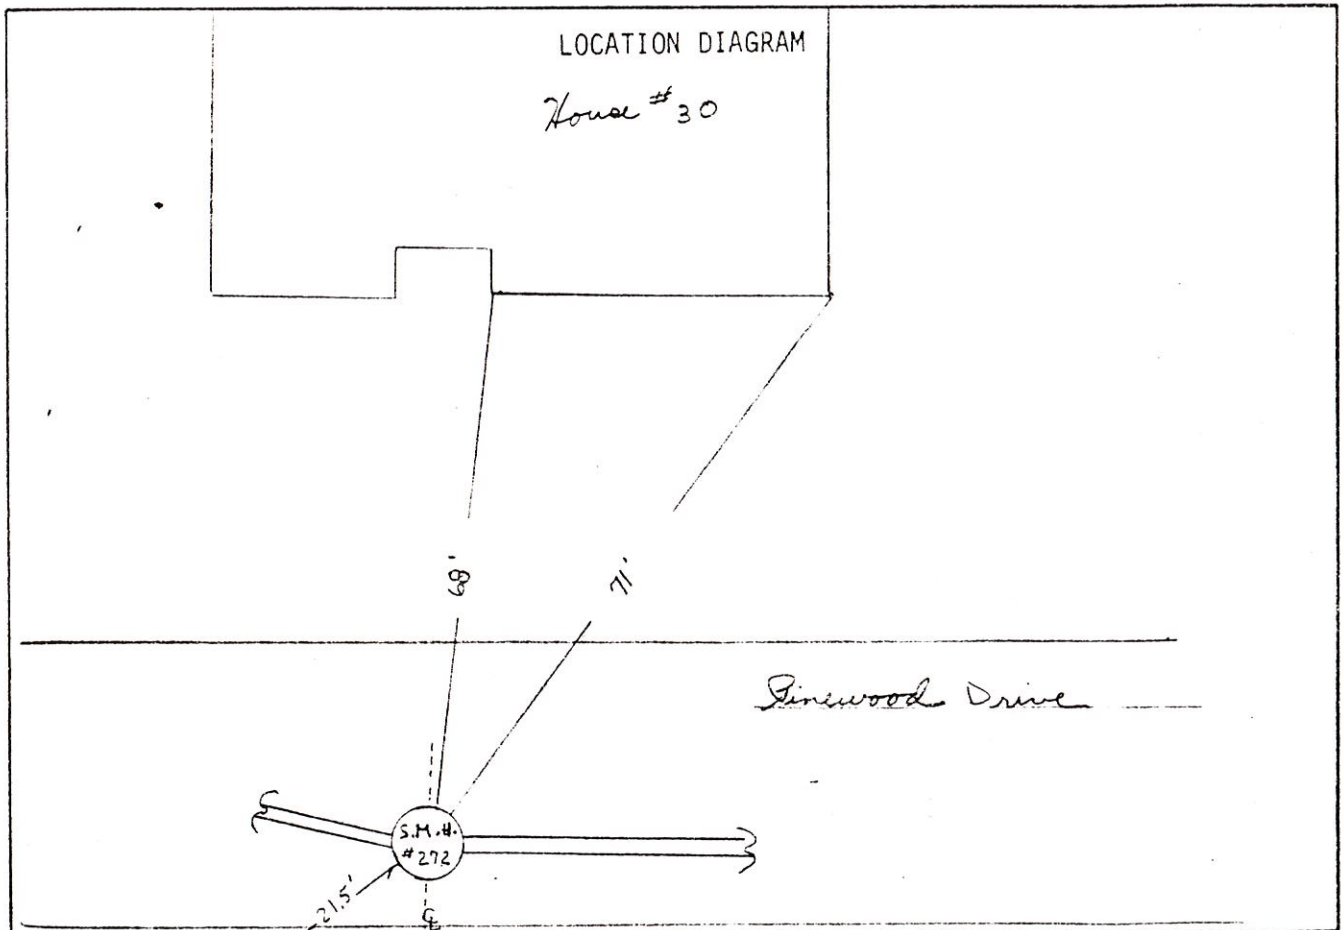 LOCATION DIAGRAM
House #30
68'
71'
Pinewood Drive
S.M.H.
#272
21.5'
℄